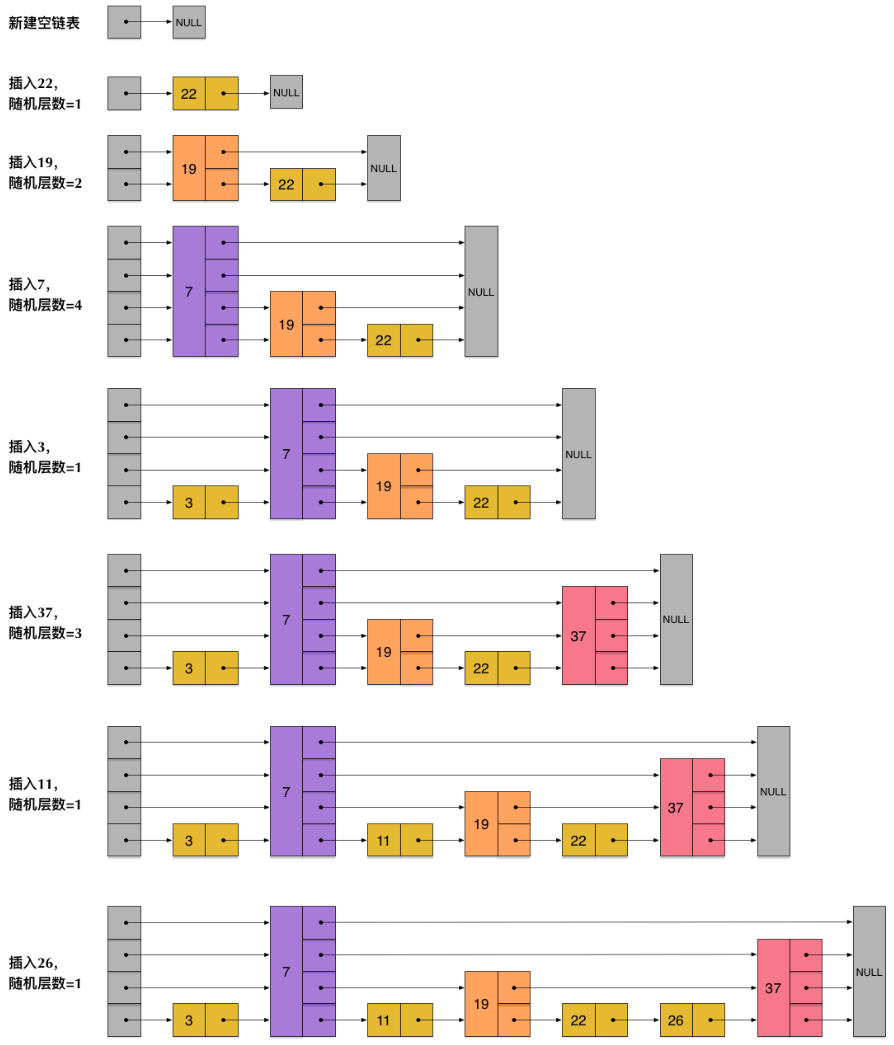 新建空链表
NULL
插入22,
随机层数=1
22
NULL
插入19,
随机层数=2
19
22
NULL
插入7,
随机层数=4
7
19
22
NULL
插入3,
随机层数=1
3
7
19
22
NULL
插入37,
随机层数=3
3
7
19
22
37
NULL
插入11,
随机层数=1
3
7
11
19
22
37
NULL
插入26,
随机层数=1
3
7
11
19
22
26
37
NULL